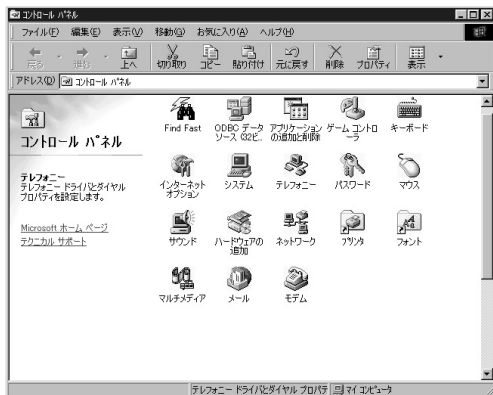 コントロール パネル
ファイル(F) 編集(E) 表示(V) 移動(G) お気に入り(A) ヘルプ(H)
戻る 進む 上へ 切り取り コピー 貼り付け 元に戻す 削除 プロパティ 表示
アドレス(D) コントロール パネル
コントロール パネル
テレフォニー
テレフォニー ドライバとダイヤル
プロパティを設定します。
Microsoft ホーム ページ
テクニカル サポート
Find Fast
ODBC データ
ソース (32ビ...
アプリケーション
の追加と削除
ゲーム コントロ
ーラ
キーボード
インターネット
オプション
システム
テレフォニー
パスワード
マウス
サウンド
ハードウェアの
追加
ネットワーク
プリンタ
フォント
マルチメディア
メール
モデム
テレフォニー ドライバとダイヤル プロパテ マイ コンピュータ